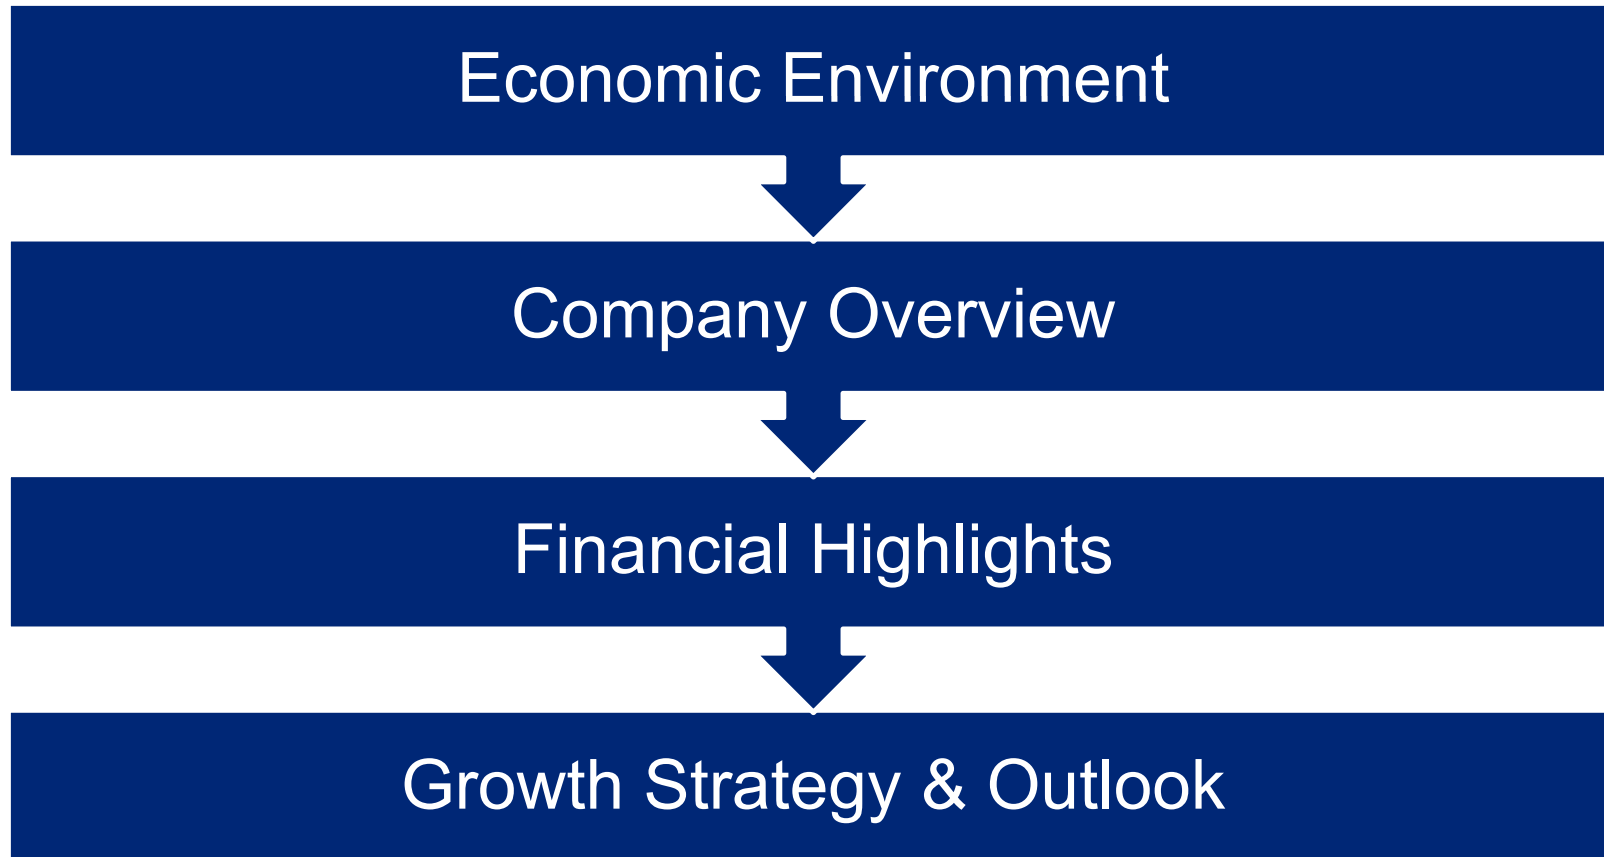 Economic Environment
Company Overview
Financial Highlights
Growth Strategy & Outlook